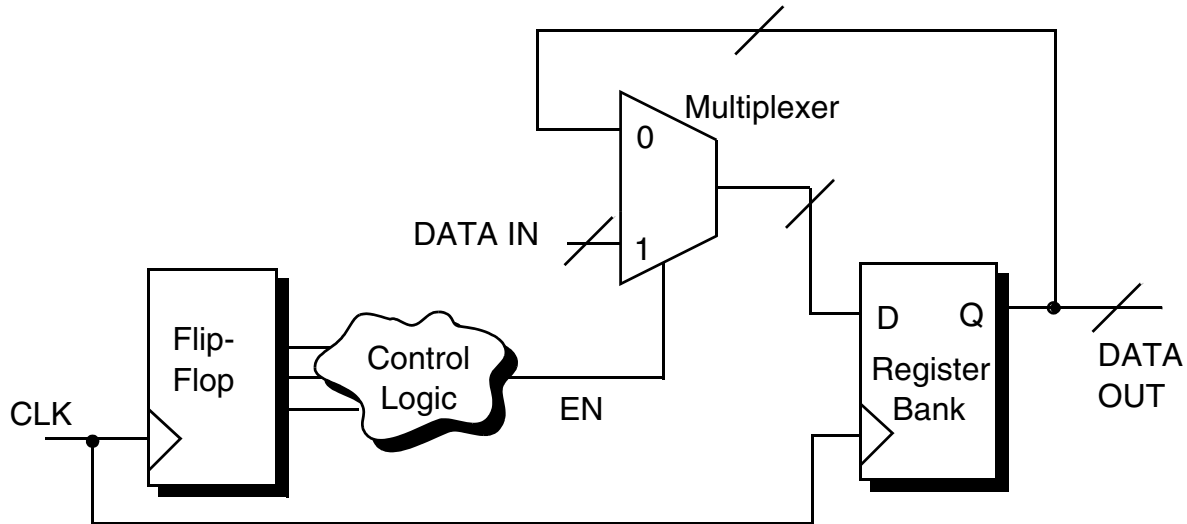 Multiplexer
0
DATA IN
1
Flip-
Flop
Control
Logic
EN
CLK
D
Q
Register
Bank
DATA
OUT